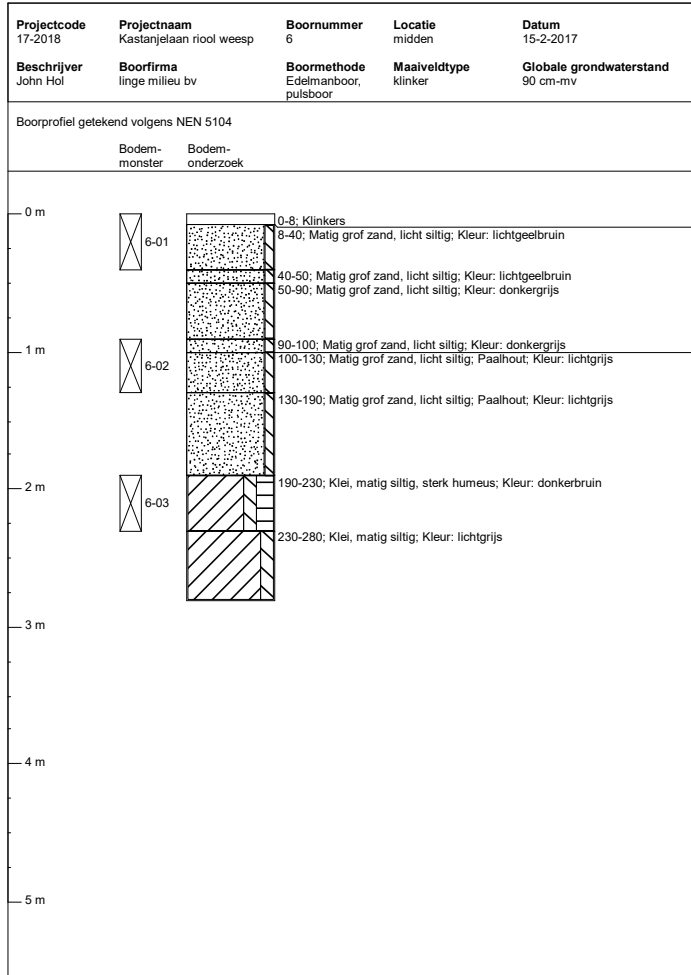 Projectcode Projectnaam Boornummer Locatie Datum
17-2018 Kastanjelaan riool weesp 6 midden 15-2-2017
Beschrijver Boorfirma Boormethode Maaiveldtype Globale grondwaterstand
John Hol linge milieu bv Edelmanboor, klinker 90 cm-mv
pulsboor
Boorprofiel getekend volgens NEN 5104
Bodem- Bodem-
monster onderzoek
0 m
0-8; Klinkers
8-40; Matig grof zand, licht siltig; Kleur: lichtgeelbruin
6-01
40-50; Matig grof zand, licht siltig; Kleur: lichtgeelbruin
50-90; Matig grof zand, licht siltig; Kleur: donkergrijs
90-100; Matig grof zand, licht siltig; Kleur: donkergrijs
1 m
100-130; Matig grof zand, licht siltig; Paalhout; Kleur: lichtgrijs
6-02
130-190; Matig grof zand, licht siltig; Paalhout; Kleur: lichtgrijs
190-230; Klei, matig siltig, sterk humeus; Kleur: donkerbruin
2 m
6-03
230-280; Klei, matig siltig; Kleur: lichtgrijs
3 m
4 m
5 m